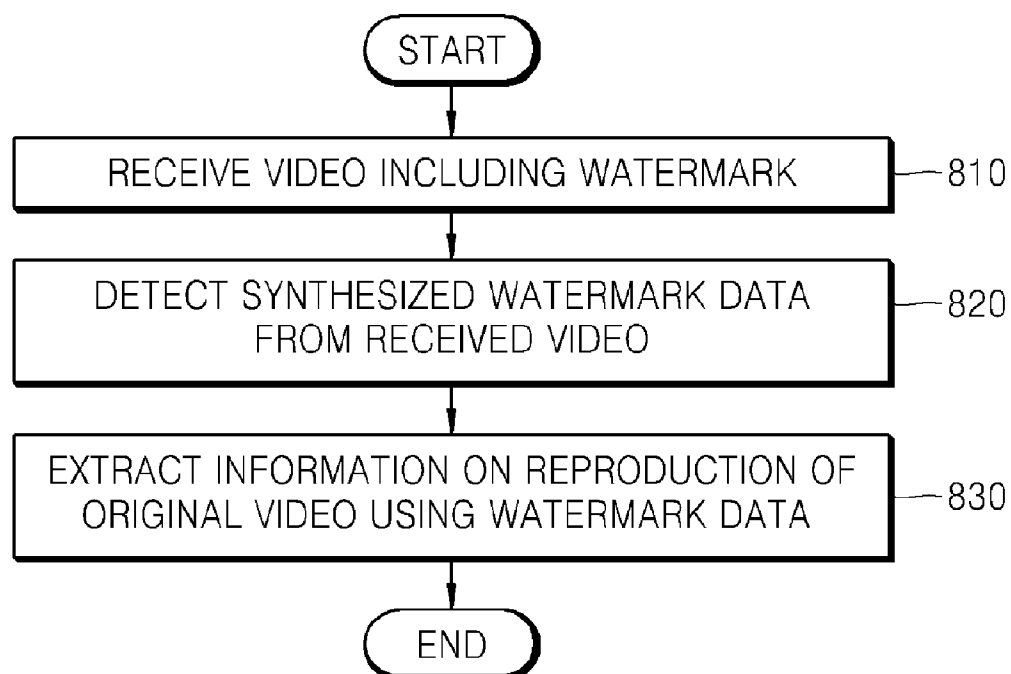 START
RECEIVE VIDEO INCLUDING WATERMARK
810
DETECT SYNTHESIZED WATERMARK DATA
FROM RECEIVED VIDEO
820
EXTRACT INFORMATION ON REPRODUCTION OF
ORIGINAL VIDEO USING WATERMARK DATA
830
END